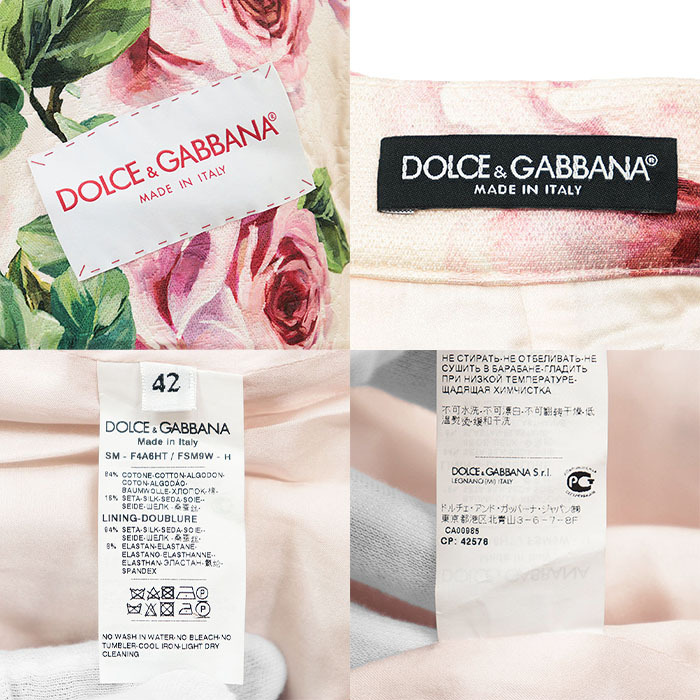 DOLCE & GABBANA®
MADE IN ITALY
DOLCE & GABBANA®
MADE IN ITALY
42
DOLCE & GABBANA
Made in Italy
SM - F4A6HT / FSM9W - H
84% COTONE-COTTON-ALGODON-
COTON-ALGODÃO-
BAUMWOLLE-ХЛОПОК-棉-
16% SETA-SILK-SEDA-SOIE-
SEIDE-ШЕЛК-桑蚕丝-
LINING-DOUBLURE
94% SETA-SILK-SEDA-SOIE-
SEIDE-ШЕЛК-桑蚕丝-
6% ELASTAN-ELASTANE-
ELASTANO-ELASTHANNE-
ELASTHAN-ЭЛАСТАН-氨纶-
SPANDEX
NO WASH IN WATER-NO BLEACH-NO
TUMBLER-COOL IRON-LIGHT DRY
CLEANING
НЕ СТИРАТЬ-НЕ ОТБЕЛИВАТЬ-НЕ
СУШИТЬ В БАРАБАНЕ-ГЛАДИТЬ
ПРИ НИЗКОЙ ТЕМПЕРАТУРЕ-
ЩАДЯЩАЯ ХИМЧИСТКА
不可水洗-不可漂白-不可翻转干燥-低
温熨烫-缓和干洗
DOLCE & GABBANA S.r.l.
LEGNANO (MI) ITALY
ドルチェ・アンド・ガッバーナ・ジャパン㈱
東京都港区北青山3-6-7-8F
CA00985
CP: 42578